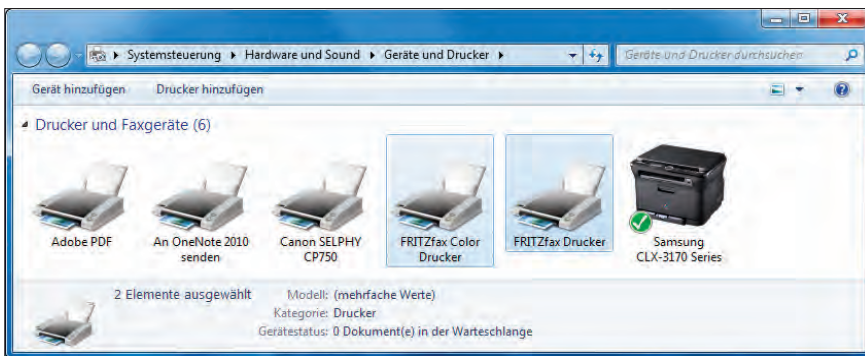 Systemsteuerung ▸ Hardware und Sound ▸ Geräte und Drucker ▸
Geräte und Drucker durchsuchen
Gerät hinzufügen Drucker hinzufügen
Drucker und Faxgeräte (6)
Adobe PDF
An OneNote 2010
senden
Canon SELPHY
CP750
FRITZfax Color
Drucker
FRITZfax Drucker
Samsung
CLX-3170 Series
2 Elemente ausgewählt
Modell: (mehrfache Werte)
Kategorie: Drucker
Gerätestatus: 0 Dokument(e) in der Warteschlange